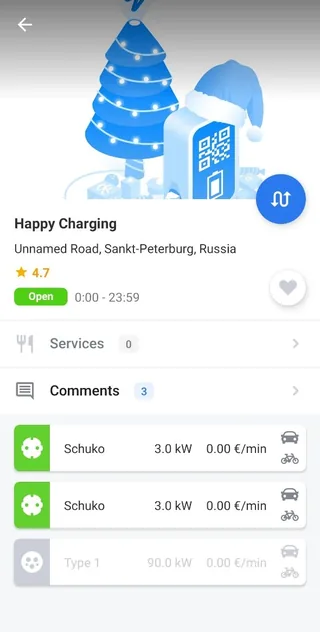 Happy Charging
Unnamed Road, Sankt-Peterburg, Russia
4.7
Open 0:00 - 23:59
Services 0
Comments 3
Schuko 3.0 kW 0.00 €/min
Schuko 3.0 kW 0.00 €/min
Type 1 90.0 kW 0.00 €/min